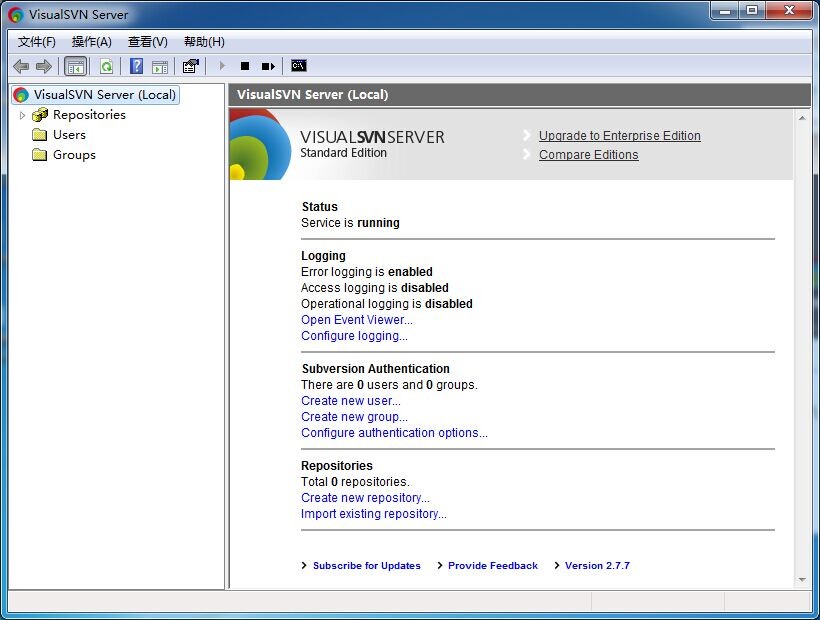 VisualSVN Server
文件(F) 操作(A) 查看(V) 帮助(H)
C:\
VisualSVN Server (Local)
Repositories
Users
Groups
VisualSVN Server (Local)
VISUALSVNSERVER
Standard Edition
Upgrade to Enterprise Edition
Compare Editions
Status
Service is running
Logging
Error logging is enabled
Access logging is disabled
Operational logging is disabled
Open Event Viewer...
Configure logging...
Subversion Authentication
There are 0 users and 0 groups.
Create new user...
Create new group...
Configure authentication options...
Repositories
Total 0 repositories.
Create new repository...
Import existing repository...
Subscribe for Updates Provide Feedback Version 2.7.7